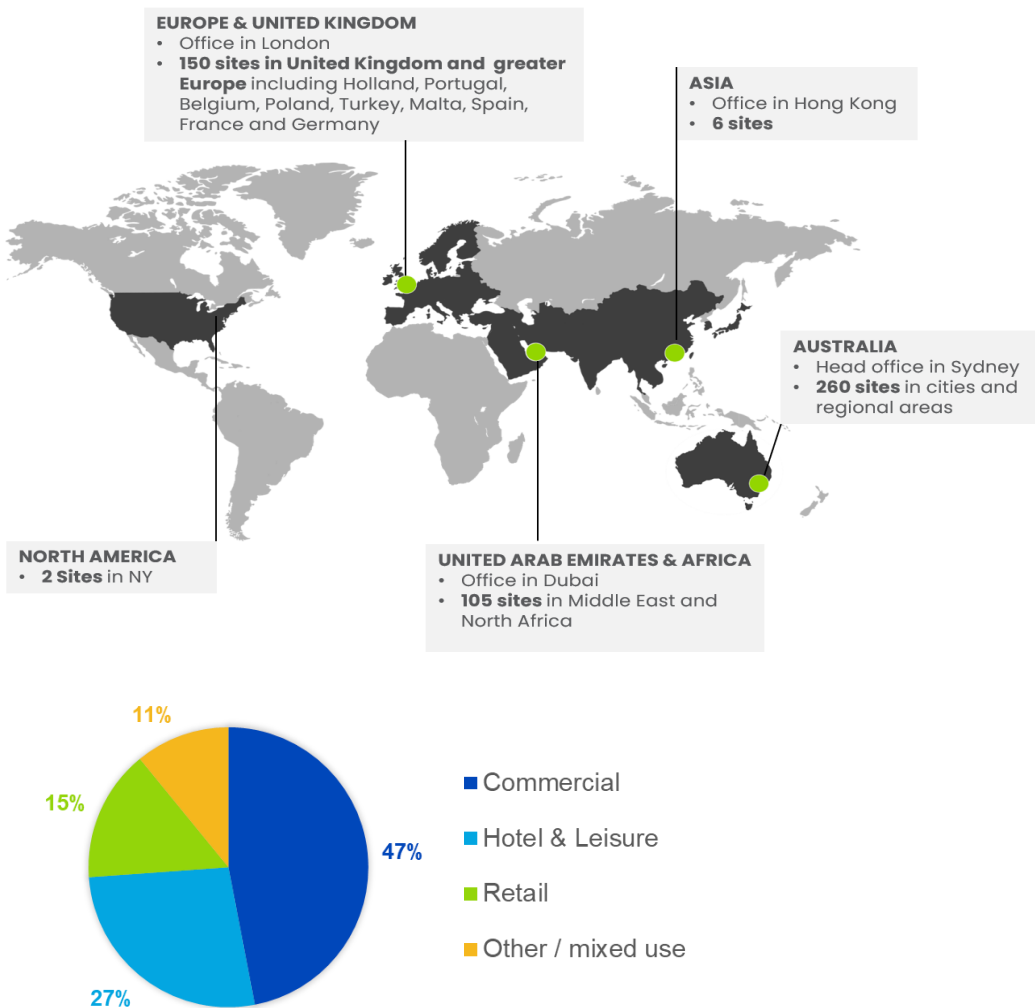 EUROPE & UNITED KINGDOM
• Office in London
• 150 sites in United Kingdom and greater
Europe including Holland, Portugal,
Belgium, Poland, Turkey, Malta, Spain,
France and Germany
ASIA
• Office in Hong Kong
• 6 sites
AUSTRALIA
• Head office in Sydney
• 260 sites in cities and
regional areas
NORTH AMERICA
• 2 Sites in NY
UNITED ARAB EMIRATES & AFRICA
• Office in Dubai
• 105 sites in Middle East and
North Africa
11%
15%
47%
27%
Commercial
Hotel & Leisure
Retail
Other / mixed use